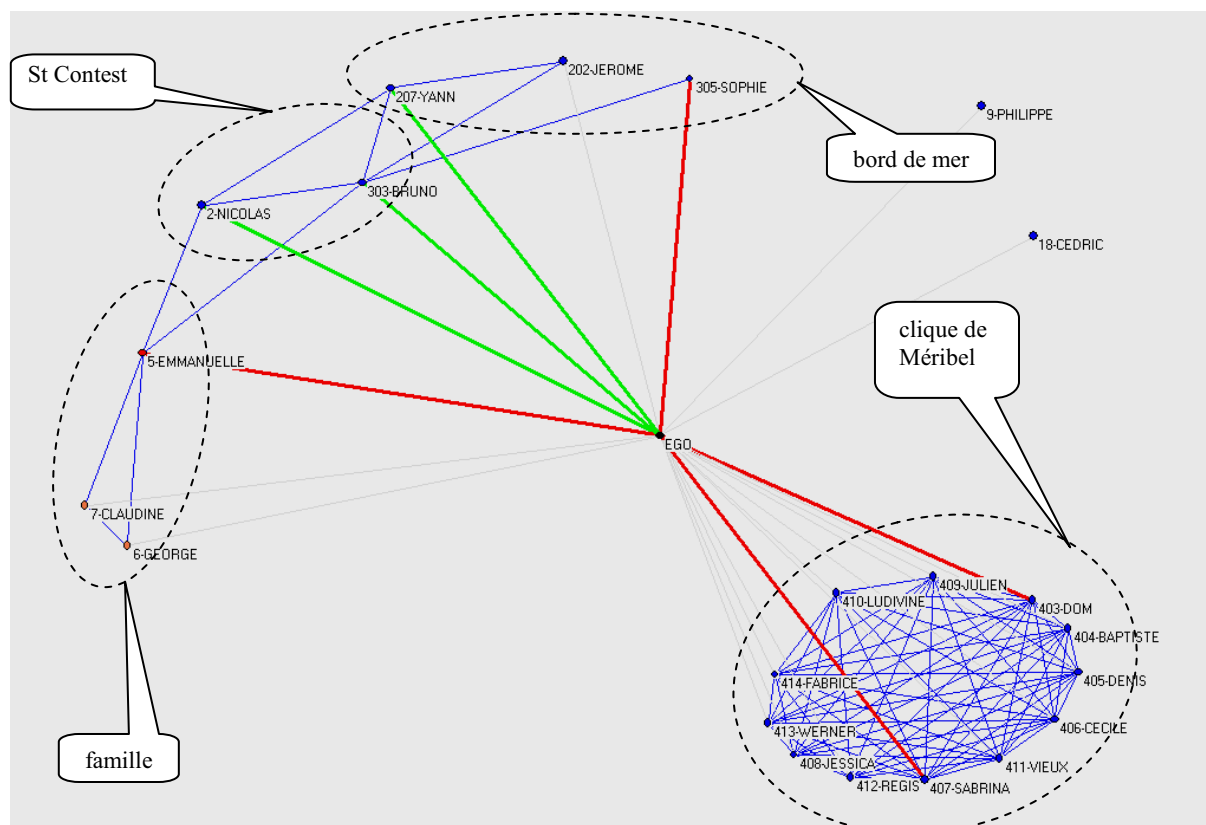 St Contest
202-JEROME
305-SOPHIE
207-YANN
9-PHILIPPE
bord de mer
303-BRUNO
2-NICOLAS
18-CEDRIC
clique de
Méribel
5-EMMANUELLE
EGO
7-CLAUDINE
6-GEORGE
409-JULIEN
410-LUDIVINE
403-DOM
404-BAPTISTE
405-DENIS
414-FABRICE
406-CECILE
413-WERNER
408-JESSICA
411-VIEUX
412-REGIS
407-SABRINA
famille